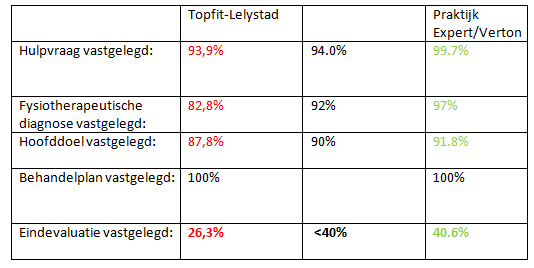 Topfit-Lelystad Praktijk
Expert/Verton
Hulpvraag vastgelegd: 93,9% 94.0% 99.7%
Fysiotherapeutische 82,8% 92% 97%
diagnose vastgelegd:
Hoofddoel vastgelegd: 87,8% 90% 91.8%
Behandelplan vastgelegd: 100% 100%
Eindevaluatie vastgelegd: 26,3% <40% 40.6%